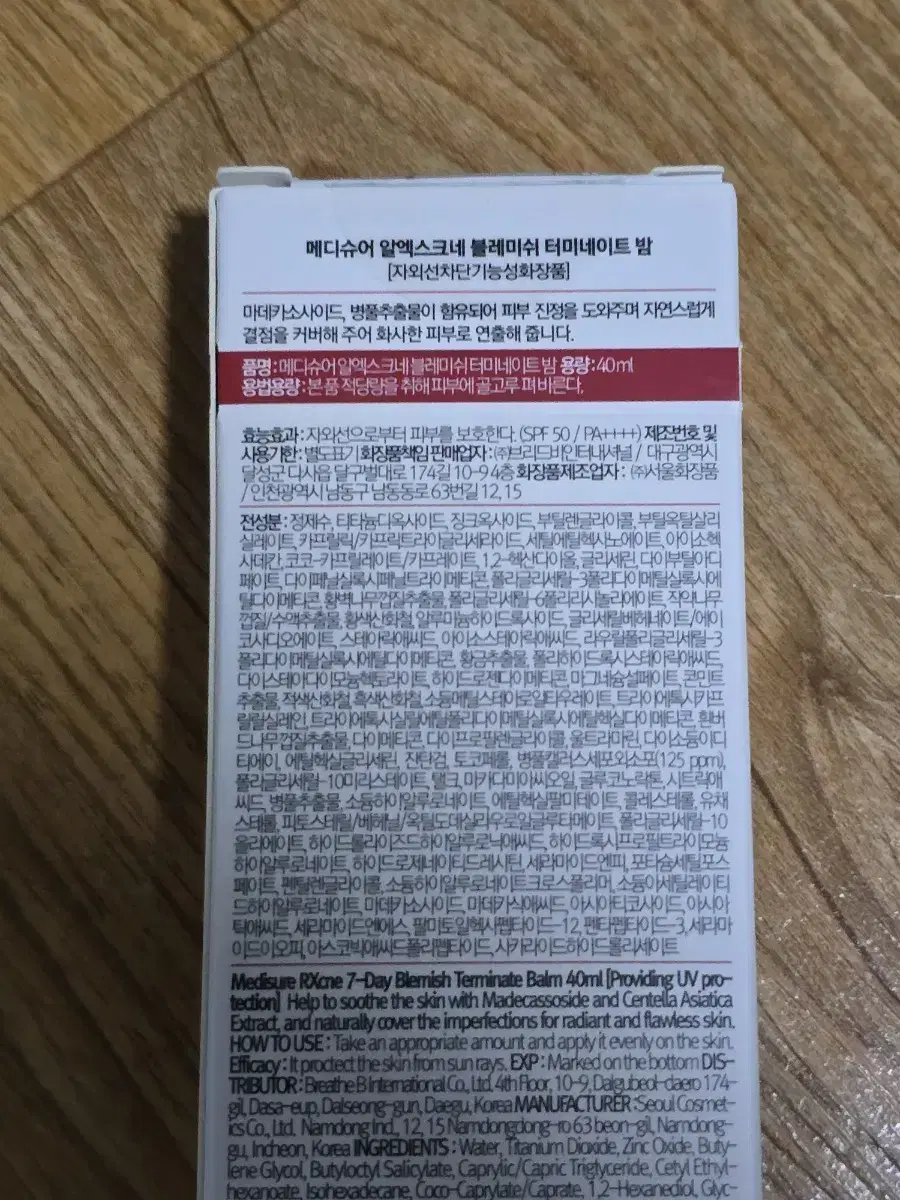 메디슈어 알엑스크네 블레미쉬 터미네이트 밤
[자외선차단기능성화장품]
마데카소사이드, 병풀추출물이 함유되어 피부 진정을 도와주며 자연스럽게
결점을 커버해 주어 화사한 피부로 연출해 줍니다.
품명 : 메디슈어 알엑스크네 블레미쉬 터미네이트 밤 용량 : 40ml
용법용량 : 본 품 적당량을 취해 피부에 골고루 펴 바른다.
효능효과 : 자외선으로부터 피부를 보호한다. (SPF 50 / PA++++) 제조번호 및
사용기한 : 별도표기 화장품책임 판매업자 : ㈜브리드비인터내셔널 / 대구광역시
달성군 다사읍 달구벌대로 174길 10-9 4층 화장품제조업자 : ㈜서울화장품
/ 인천광역시 남동구 남동동로 63번길 12, 15
전성분 : 정제수, 티타늄디옥사이드, 징크옥사이드, 부틸렌글라이콜, 부틸옥틸살리
실레이트, 카프릴릭/카프릭트라이글리세라이드, 세틸에틸헥사노에이트, 아이소헥
사데칸, 코코-카프릴레이트/카프레이트, 1,2-헥산다이올, 글리세린, 다이부틸아디
페이트, 다이페닐실록시페닐트라이메티콘, 폴리글리세릴-3폴리다이메틸실록시에
틸다이메티콘, 황벽나무껍질추출물, 폴리글리세릴-6폴리리시놀리에이트, 자작나무
껍질/수액추출물, 황색산화철, 알루미늄하이드록사이드, 글리세릴베헤네이트/에이
코사디오에이트, 스테아릭애씨드, 아이소스테아릭애씨드, 라우릴폴리글리세릴-3
폴리다이메틸실록시에틸다이메티콘, 황금추출물, 폴리하이드록시스테아릭애씨드,
다이스테아다이모늄헥토라이트, 하이드로젠다이메티콘, 마그네슘설페이트, 콘민트
추출물, 적색산화철, 흑색산화철, 소듐메틸스테아로일타우레이트, 트라이에톡시카프
릴릴실레인, 트라이에톡시실릴에틸폴리다이메틸실록시에틸헥실다이메티콘, 흰버
드나무껍질추출물, 다이메티콘, 다이프로필렌글라이콜, 울트라마린, 다이소듐이디
티에이, 에틸헥실글리세린, 잔탄검, 토코페롤, 병풀캘러스세포외소포(125 ppm),
폴리글리세릴-10미리스테이트, 탤크, 마카다미아씨오일, 글루코노락톤, 시트릭애
씨드, 병풀추출물, 소듐하이알루로네이트, 에틸헥실팔미테이트, 콜레스테롤, 유채
스테롤, 피토스테릴/베헤닐/옥틸도데실라우로일글루타메이트, 폴리글리세릴-10
올리에이트, 하이드롤라이즈드하이알루로닉애씨드, 하이드록시프로필트라이모늄
하이알루로네이트, 하이드로제네이티드레시틴, 세라마이드엔피, 포타슘세틸포스
페이트, 펜틸렌글라이콜, 소듐하이알루로네이트크로스폴리머, 소듐아세틸레이티
드하이알루로네이트, 마데카소사이드, 마데카식애씨드, 아시아티코사이드, 아시아
틱애씨드, 세라마이드엔에스, 팔미토일헥사펩타이드-12, 펜타펩타이드-3, 세라마
이드이오피, 아스코빅애씨드폴리펩타이드, 사카라이드하이드롤리세이트
Medisure RXcne 7-Day Blemish Terminate Balm 40ml [Providing UV pro-
tection] Help to soothe the skin with Madecassoside and Centella Asiatica
Extract, and naturally cover the imperfections for radiant and flawless skin.
HOW TO USE : Take an appropriate amount and apply it evenly on the skin.
Efficacy : It proctect the skin from sun rays. EXP : Marked on the bottom DIS-
TRIBUTOR : Breathe B International Co., Ltd. 4th Floor, 10-9, Dalgubeol-daero 174-
gil, Dasa-eup, Dalseong-gun, Daegu, Korea MANUFACTURER : Seoul Cosmet-
ics Co., Ltd. Namdong Ind., 12, 15 Namdongdong-ro 63 beon-gil, Namdong-
gu, Incheon, Korea INGREDIENTS : Water, Titanium Dioxide, Zinc Oxide, Buty-
lene Glycol, Butyloctyl Salicylate, Caprylic/Capric Triglyceride, Cetyl Ethyl-
hexanoate, Isohexadecane, Coco-Caprylate/Caprate, 1,2-Hexanediol, Glyc-